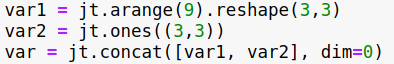 var1 = jt.arange(9).reshape(3,3)
var2 = jt.ones((3,3))
var = jt.concat([var1, var2], dim=0)